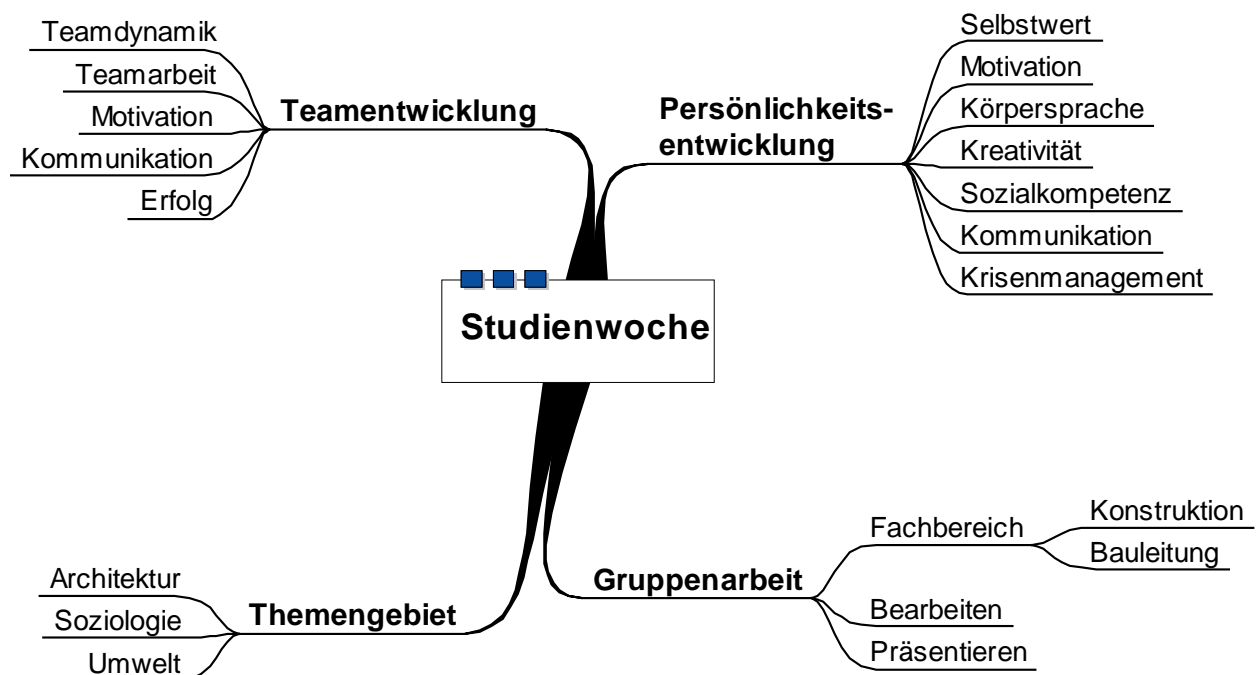 Teamdynamik
Teamarbeit
Motivation
Kommunikation
Erfolg
Teamentwicklung
Persönlichkeits-
entwicklung
Selbstwert
Motivation
Körpersprache
Kreativität
Sozialkompetenz
Kommunikation
Krisenmanagement
Studienwoche
Architektur
Soziologie
Umwelt
Themengebiet
Gruppenarbeit
Fachbereich
Konstruktion
Bauleitung
Bearbeiten
Präsentieren